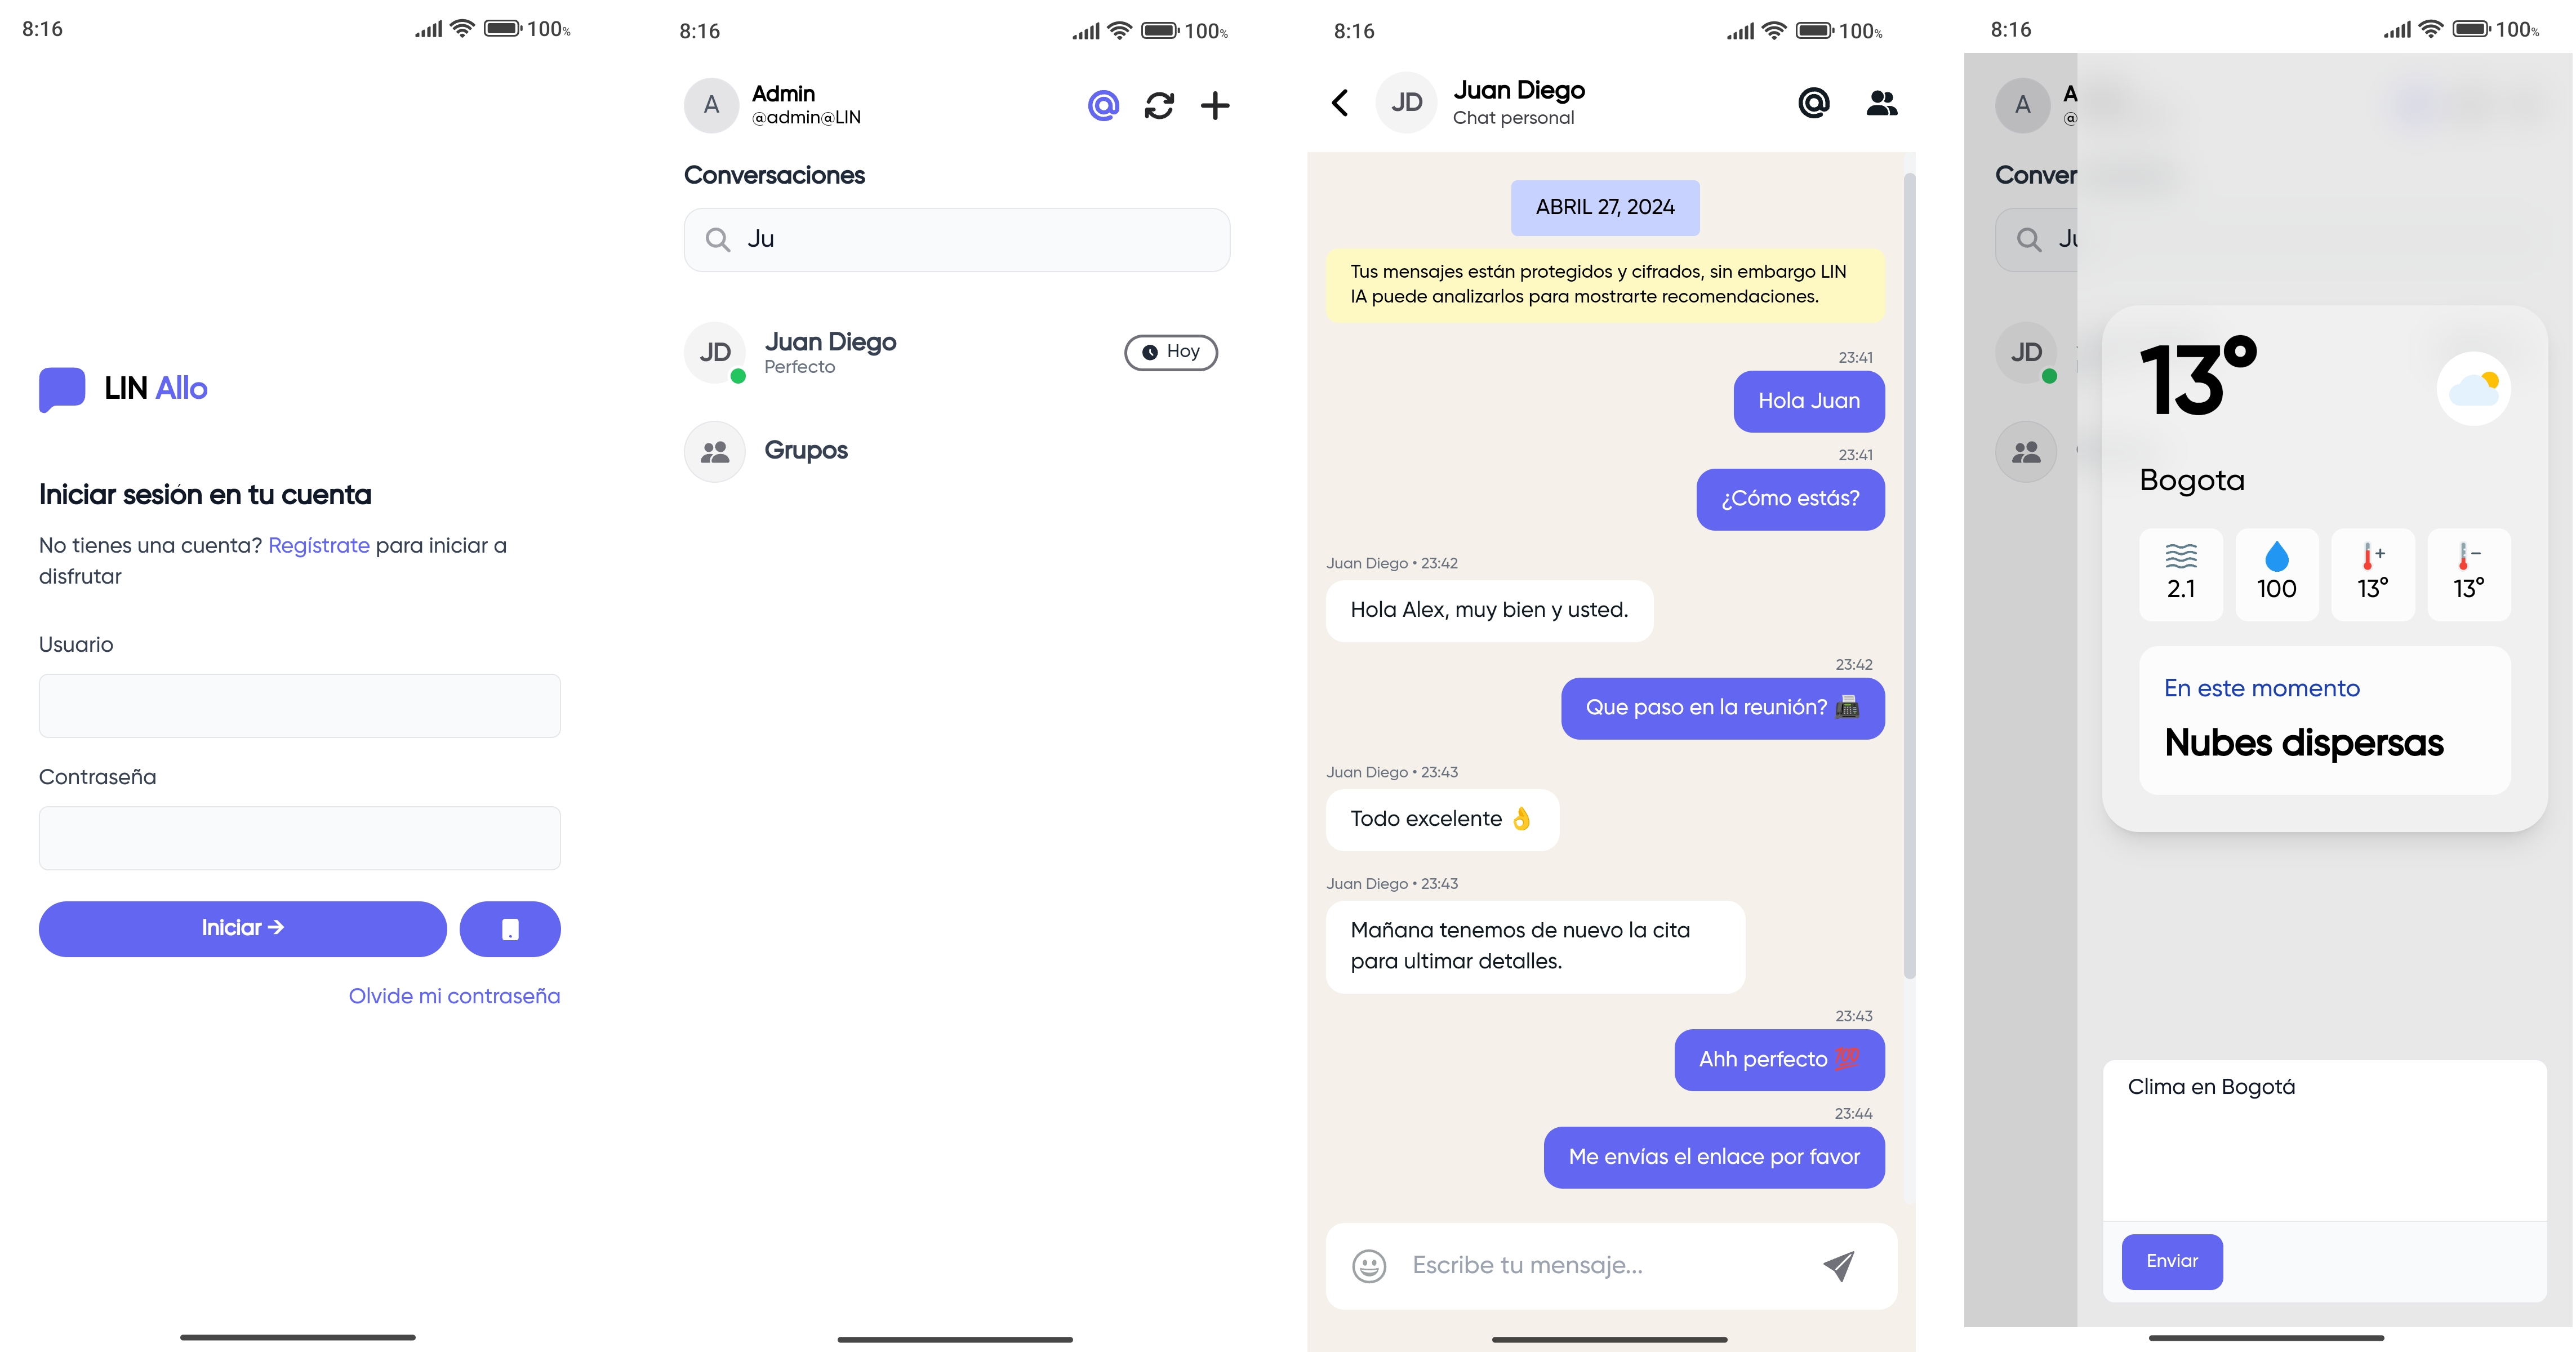 8:16
100%
LIN Allo
Iniciar sesión en tu cuenta
No tienes una cuenta? Regístrate para iniciar a
disfrutar
Usuario
Contraseña
Iniciar →
Olvide mi contraseña
8:16
100%
A
Admin
@admin@LIN
Conversaciones
Ju
JD
Juan Diego
Perfecto
Hoy
Grupos
8:16
100%
JD
Juan Diego
Chat personal
ABRIL 27, 2024
Tus mensajes están protegidos y cifrados, sin embargo LIN
IA puede analizarlos para mostrarte recomendaciones.
23:41
Hola Juan
23:41
¿Cómo estás?
Juan Diego • 23:42
Hola Alex, muy bien y usted.
23:42
Que paso en la reunión? 📠
Juan Diego • 23:43
Todo excelente 👌
Juan Diego • 23:43
Mañana tenemos de nuevo la cita
para ultimar detalles.
23:43
Ahh perfecto 💯
23:44
Me envías el enlace por favor
Escribe tu mensaje...
8:16
100%
A
A
@
Conver
Ju
JD
13°
Bogota
2.1
100
13°
13°
En este momento
Nubes dispersas
Clima en Bogotá
Enviar